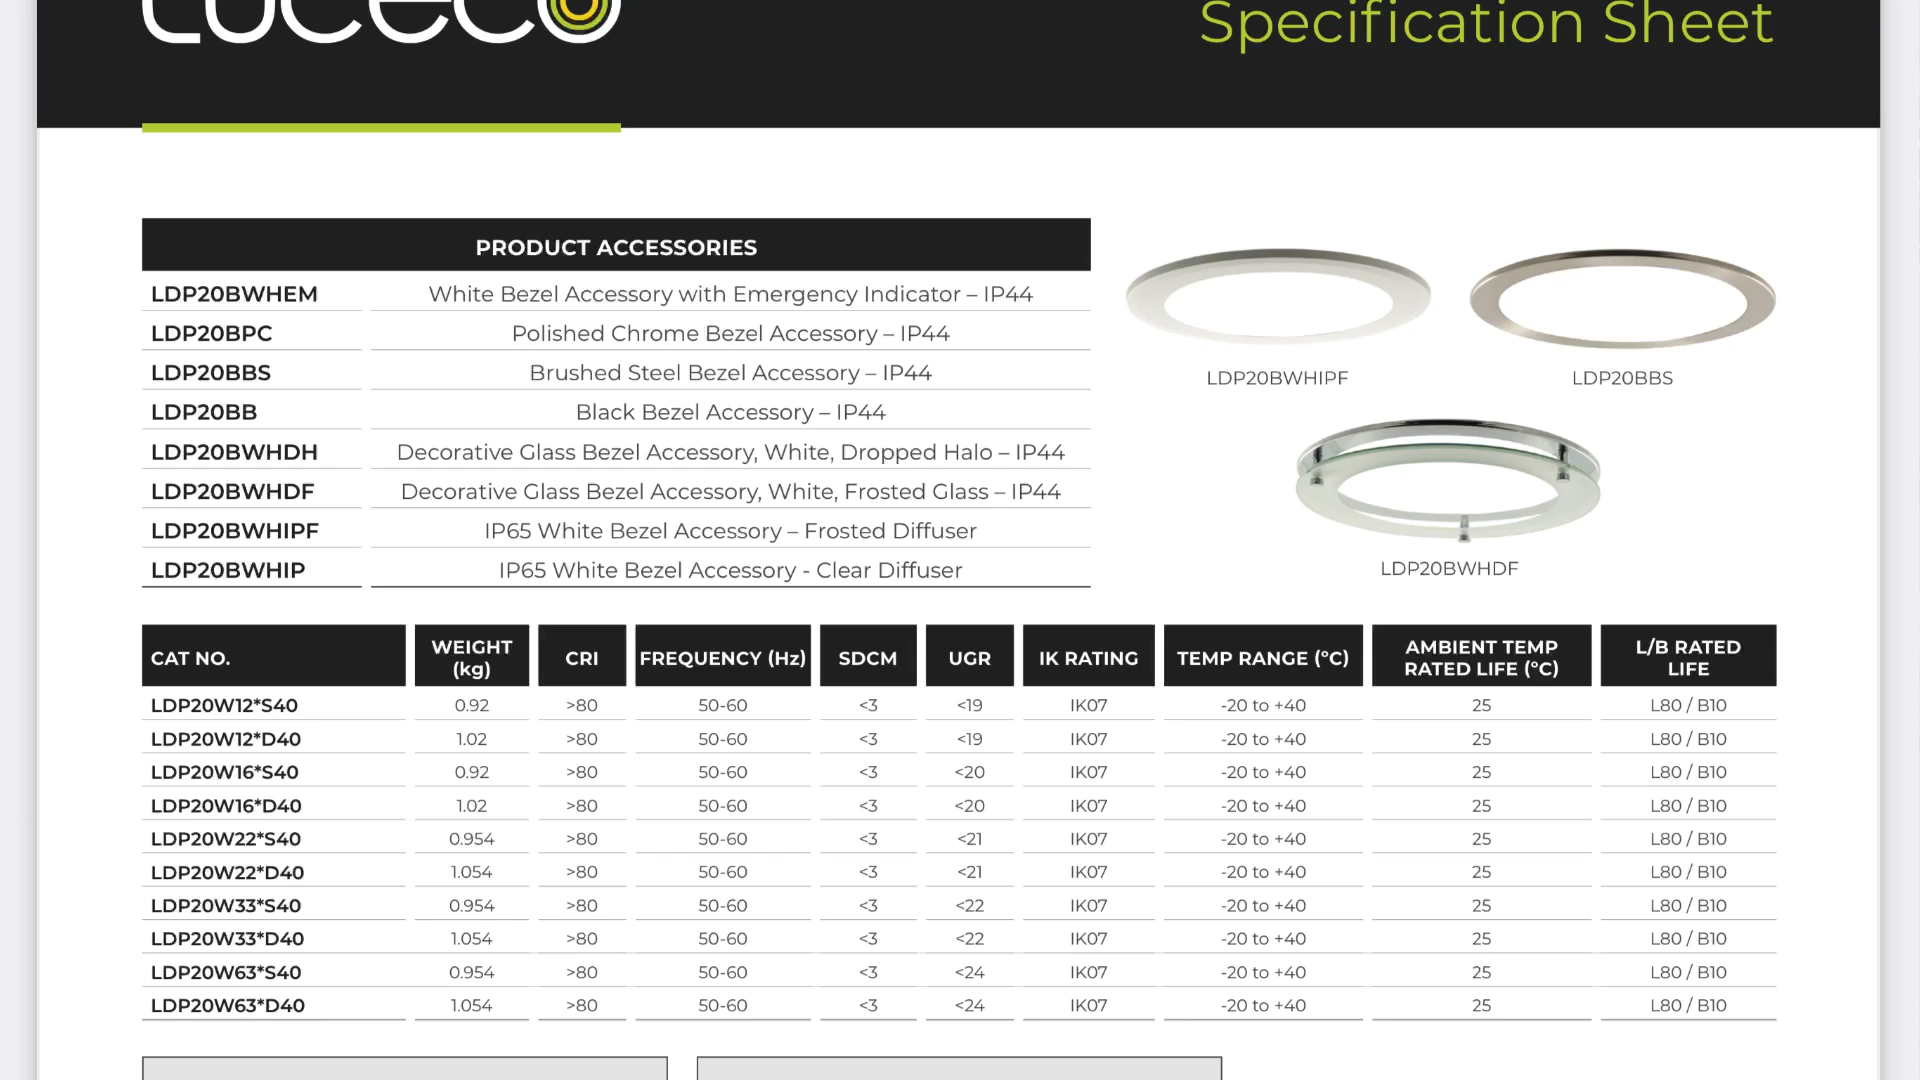 Luceco
Specification Sheet
PRODUCT ACCESSORIES
LDP20BWHEM White Bezel Accessory with Emergency Indicator – IP44
LDP20BPC Polished Chrome Bezel Accessory – IP44
LDP20BBS Brushed Steel Bezel Accessory – IP44
LDP20BB Black Bezel Accessory – IP44
LDP20BWHDH Decorative Glass Bezel Accessory, White, Dropped Halo – IP44
LDP20BWHDF Decorative Glass Bezel Accessory, White, Frosted Glass – IP44
LDP20BWHIPF IP65 White Bezel Accessory – Frosted Diffuser
LDP20BWHIP IP65 White Bezel Accessory - Clear Diffuser
LDP20BWHIPF LDP20BBS
LDP20BWHDF
CAT NO. WEIGHT (kg) CRI FREQUENCY (Hz) SDCM UGR IK RATING TEMP RANGE (°C) AMBIENT TEMP RATED LIFE (°C) L/B RATED LIFE
LDP20W12*S40 0.92 >80 50-60 <3 <19 IK07 -20 to +40 25 L80 / B10
LDP20W12*D40 1.02 >80 50-60 <3 <19 IK07 -20 to +40 25 L80 / B10
LDP20W16*S40 0.92 >80 50-60 <3 <20 IK07 -20 to +40 25 L80 / B10
LDP20W16*D40 1.02 >80 50-60 <3 <20 IK07 -20 to +40 25 L80 / B10
LDP20W22*S40 0.954 >80 50-60 <3 <21 IK07 -20 to +40 25 L80 / B10
LDP20W22*D40 1.054 >80 50-60 <3 <21 IK07 -20 to +40 25 L80 / B10
LDP20W33*S40 0.954 >80 50-60 <3 <22 IK07 -20 to +40 25 L80 / B10
LDP20W33*D40 1.054 >80 50-60 <3 <22 IK07 -20 to +40 25 L80 / B10
LDP20W63*S40 0.954 >80 50-60 <3 <24 IK07 -20 to +40 25 L80 / B10
LDP20W63*D40 1.054 >80 50-60 <3 <24 IK07 -20 to +40 25 L80 / B10